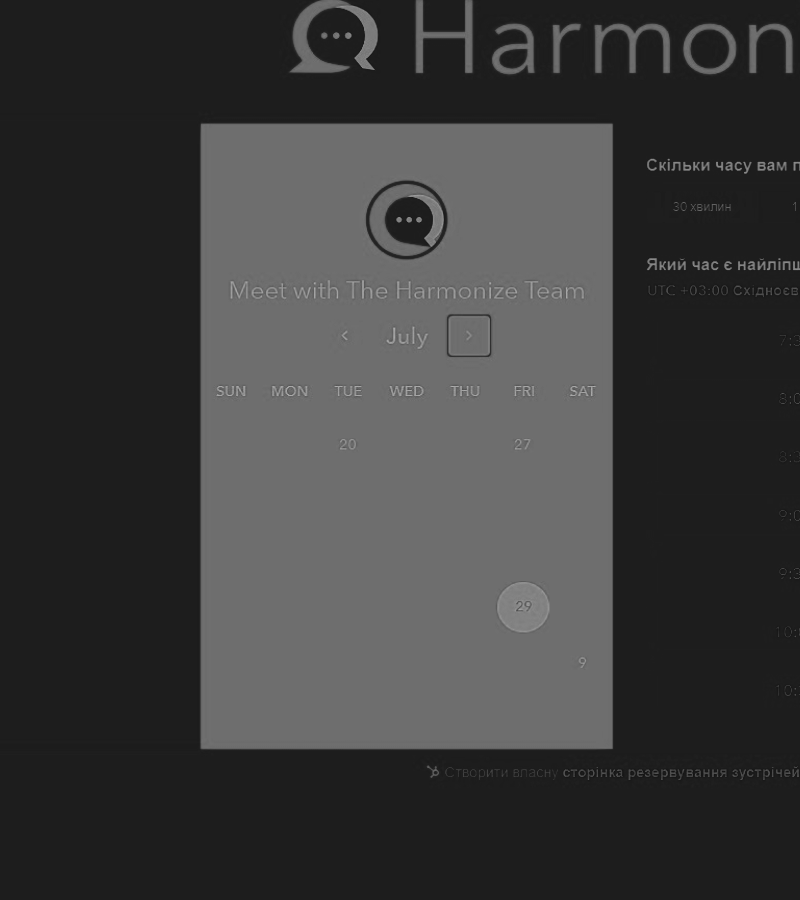 Harmon
Скільки часу вам п
30 хвилин 1
Який час є найліпш
UTC +03:00 Східноєв
Meet with The Harmonize Team
July
SUN MON TUE WED THU FRI SAT
20 27
29
9
7:3
8:0
8:3
9:0
9:3
10:0
10:3
Створити власну сторінка резервування зустрічей